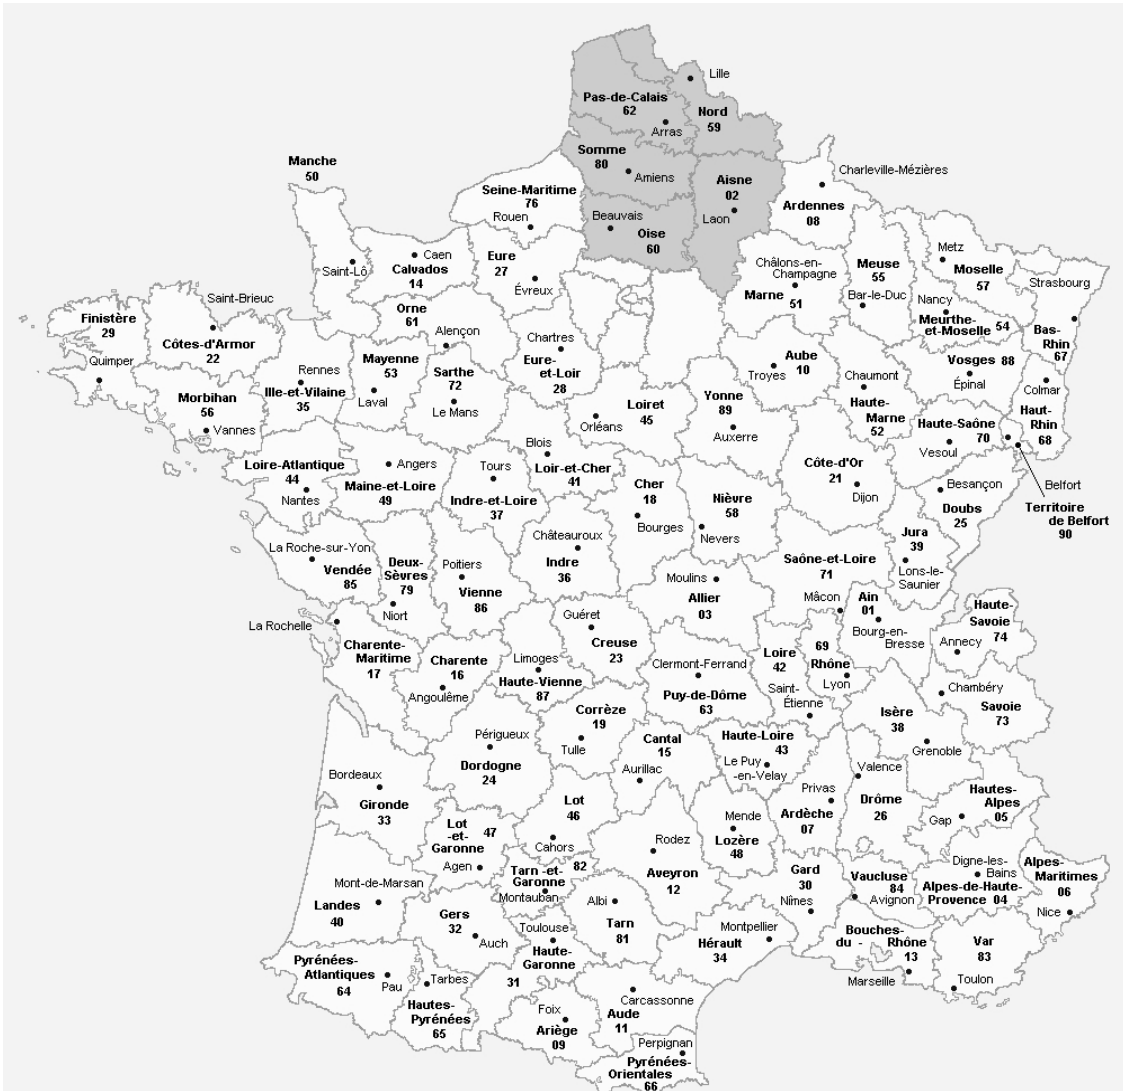 Lille
Pas-de-Calais
62
Nord
59
Arras
Somme
80
Amiens
Manche
50
Charleville-Mézières
Aisne
02
Laon
Seine-Maritime
76
Rouen
Ardennes
08
Beauvais
Oise
60
Caen
Calvados
14
Saint-Lô
Eure
27
Évreux
Châlons-en-
Champagne
Marne
51
Meuse
55
Bar-le-Duc
Metz
Moselle
57
Strasbourg
Nancy
Meurthe-
et-Moselle 54
Bas-
Rhin
67
Saint-Brieuc
Finistère
29
Côtes-d'Armor
22
Quimper
Orne
61
Alençon
Chartres
Eure-
et-Loir
28
Mayenne
53
Laval
Sarthe
72
Le Mans
Rennes
Ille-et-Vilaine
35
Morbihan
56
Vannes
Aube
10
Troyes
Chaumont
Haute-
Marne
52
Vosges 88
Épinal
Colmar
Haut-
Rhin
68
Yonne
89
Auxerre
Loiret
45
Orléans
Haute-Saône
70
Vesoul
Blois
Loir-et-Cher
41
Loire-Atlantique
44
Nantes
Angers
Maine-et-Loire
49
Tours
Indre-et-Loire
37
Cher
18
Bourges
Nièvre
58
Nevers
Côte-d'Or
21
Dijon
Besançon
Doubs
25
Belfort
Territoire
de Belfort
90
La Roche-sur-Yon
Vendée
85
Deux-
Sèvres
79
Niort
Poitiers
Vienne
86
Châteauroux
Indre
36
Moulins
Allier
03
Saône-et-Loire
71
Mâcon
Jura
39
Lons-le-
Saunier
Ain
01
Bourg-en-
Bresse
Haute-
Savoie
74
Annecy
La Rochelle
Charente-
Maritime
17
Charente
16
Angoulême
Limoges
Haute-Vienne
87
Guéret
Creuse
23
Clermont-Ferrand
Puy-de-Dôme
63
Loire
42
Saint-
Étienne
69
Rhône
Lyon
Chambéry
Savoie
73
Isère
38
Grenoble
Corrèze
19
Tulle
Périgueux
Dordogne
24
Cantal
15
Aurillac
Haute-Loire
43
Le Puy
-en-Velay
Bordeaux
Gironde
33
Privas
Ardèche
07
Valence
Drôme
26
Hautes-
Alpes
05
Gap
Lot
46
Cahors
Lot
-et-
Garonne
47
Agen
Mende
Lozère
48
Rodez
Aveyron
12
Tarn -et-
Garonne
82
Montauban
Mont-de-Marsan
Landes
40
Gers
32
Auch
Albi
Tarn
81
Gard
30
Nîmes
Vaucluse
84
Avignon
Digne-les-
Bains
Alpes-de-Haute-
Provence 04
Alpes-
Maritimes
06
Nice
Toulouse
Haute-
Garonne
31
Montpellier
Hérault
34
Bouches-
du - Rhône
13
Marseille
Var
83
Toulon
Pyrénées-
Atlantiques
64
Pau
Tarbes
Hautes-
Pyrénées
65
Foix
Ariège
09
Carcassonne
Aude
11
Perpignan
Pyrénées-
Orientales
66